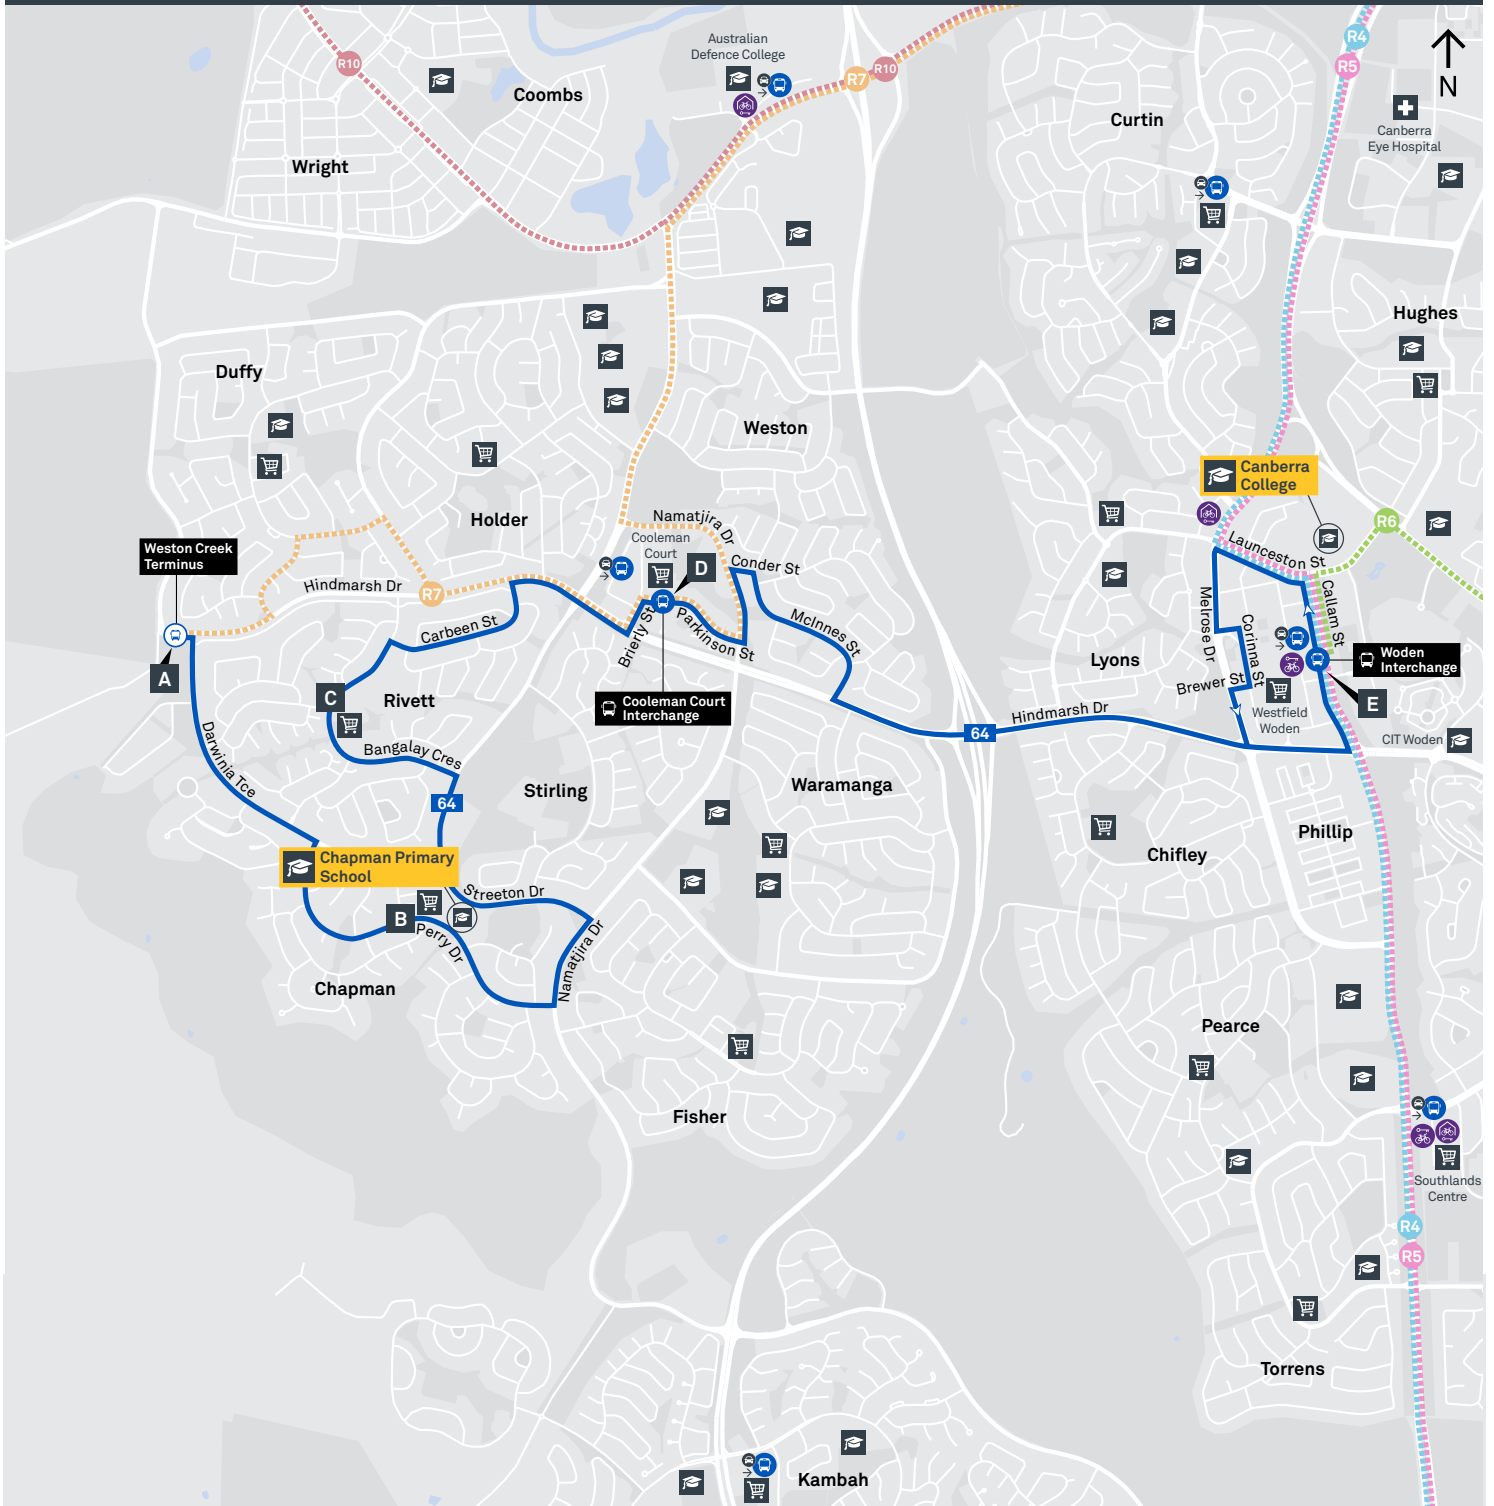 R4
R5
N
Australian
Defence College
R10
R7
R10
Coombs
Curtin
Canberra
Eye Hospital
Wright
Hughes
Duffy
Weston
Canberra
College
Holder
Namatjira Dr
R6
Weston Creek
Terminus
Cooleman
Court
D
Conder St
Launceston St
Hindmarsh Dr
R7
Carbeen St
Brierly St
Parkinson St
McInnes St
Melrose Dr
Corinna St
Callam St
A
C
Rivett
Lyons
Woden
Interchange
Brewer St
Cooleman Court
Interchange
E
Westfield
Woden
Hindmarsh Dr
64
CIT Woden
Darwinia Tce
Bangalay Cres
Stirling
Waramanga
64
Phillip
Chifley
Chapman Primary
School
Streeton Dr
B
Perry Dr
Namatjira Dr
Chapman
Pearce
Fisher
Southlands
Centre
R4
R5
Torrens
Kambah